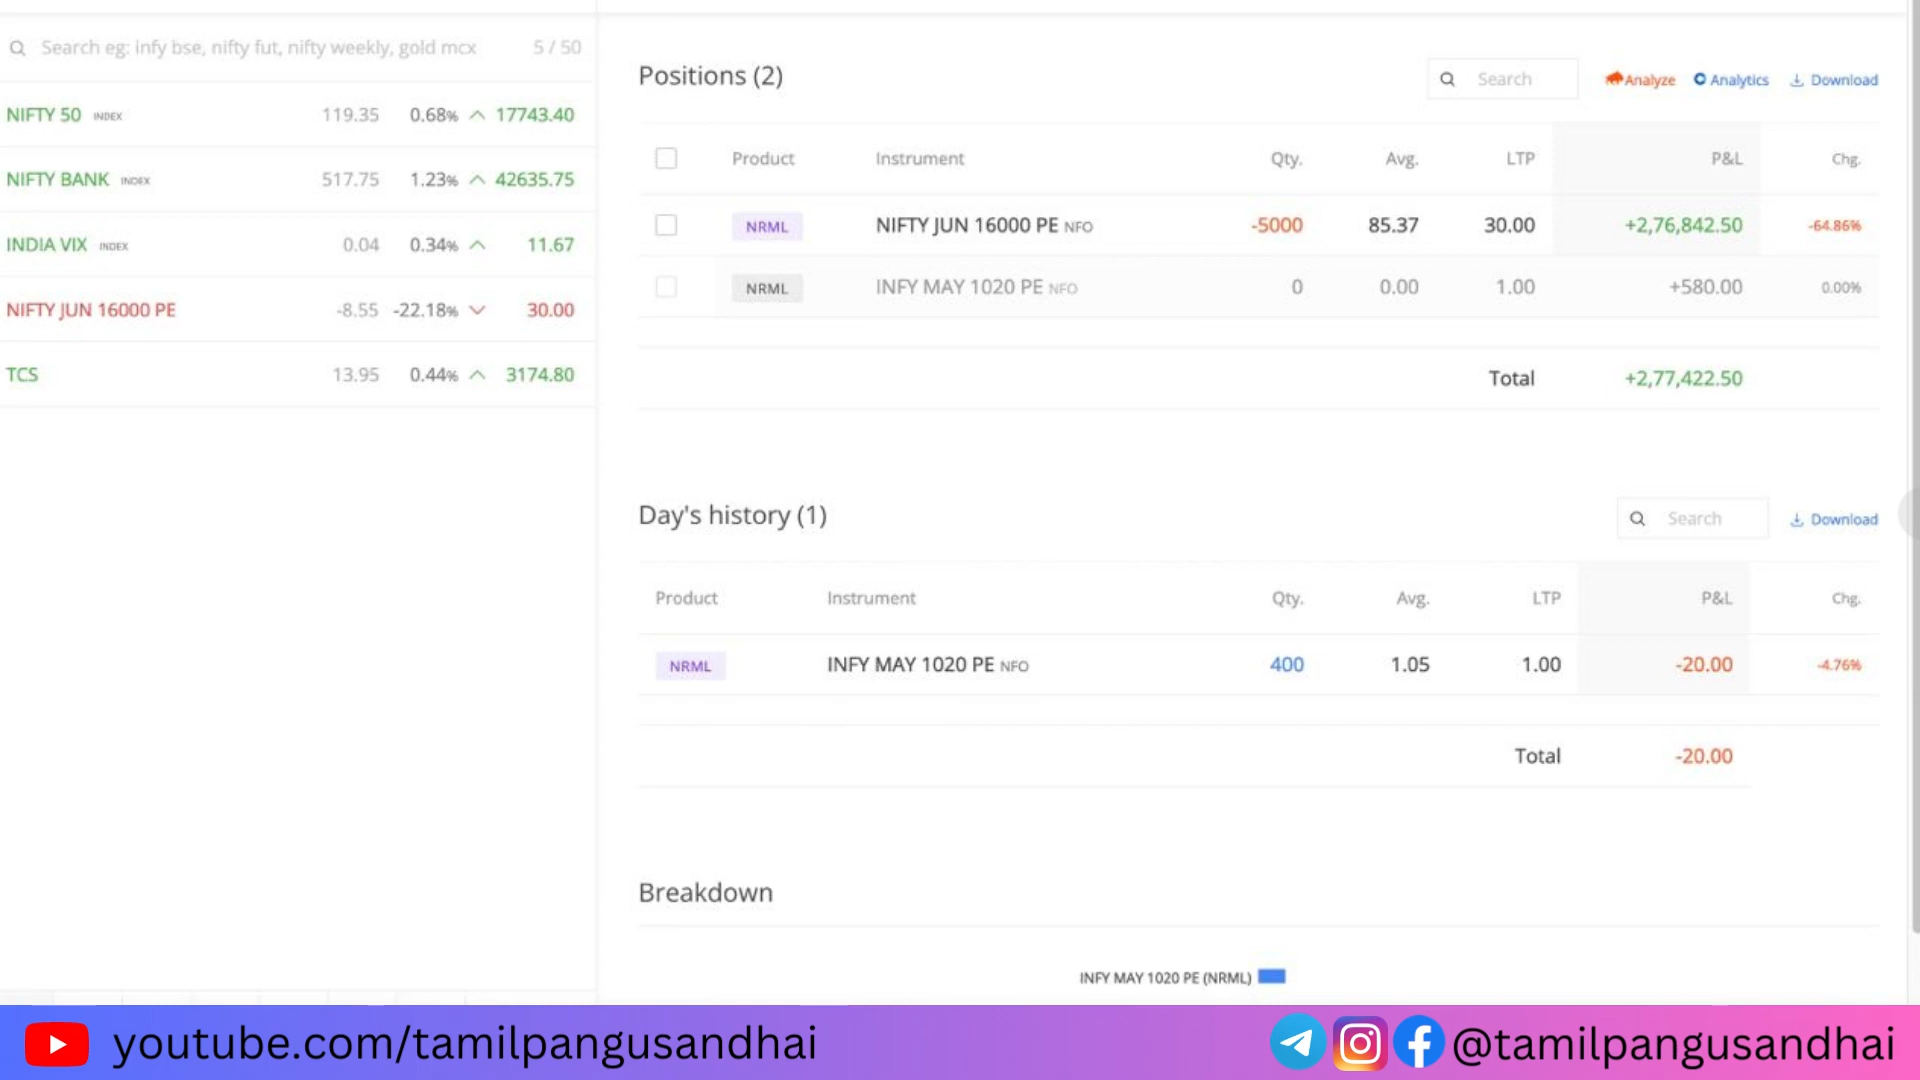 Search eg: infy bse, nifty fut, nifty weekly, gold mcx 5 / 50
NIFTY 50 INDEX 119.35 0.68% 17743.40
NIFTY BANK INDEX 517.75 1.23% 42635.75
INDIA VIX INDEX 0.04 0.34% 11.67
NIFTY JUN 16000 PE -8.55 -22.18% 30.00
TCS 13.95 0.44% 3174.80
Positions (2) Search Analyze Analytics Download
Product Instrument Qty. Avg. LTP P&L Chg.
NRML NIFTY JUN 16000 PE NFO -5000 85.37 30.00 +2,76,842.50 -64.86%
NRML INFY MAY 1020 PE NFO 0 0.00 1.00 +580.00 0.00%
Total +2,77,422.50
Day's history (1) Search Download
Product Instrument Qty. Avg. LTP P&L Chg.
NRML INFY MAY 1020 PE NFO 400 1.05 1.00 -20.00 -4.76%
Total -20.00
Breakdown
INFY MAY 1020 PE (NRML)
youtube.com/tamilpangusandhai @tamilpangusandhai